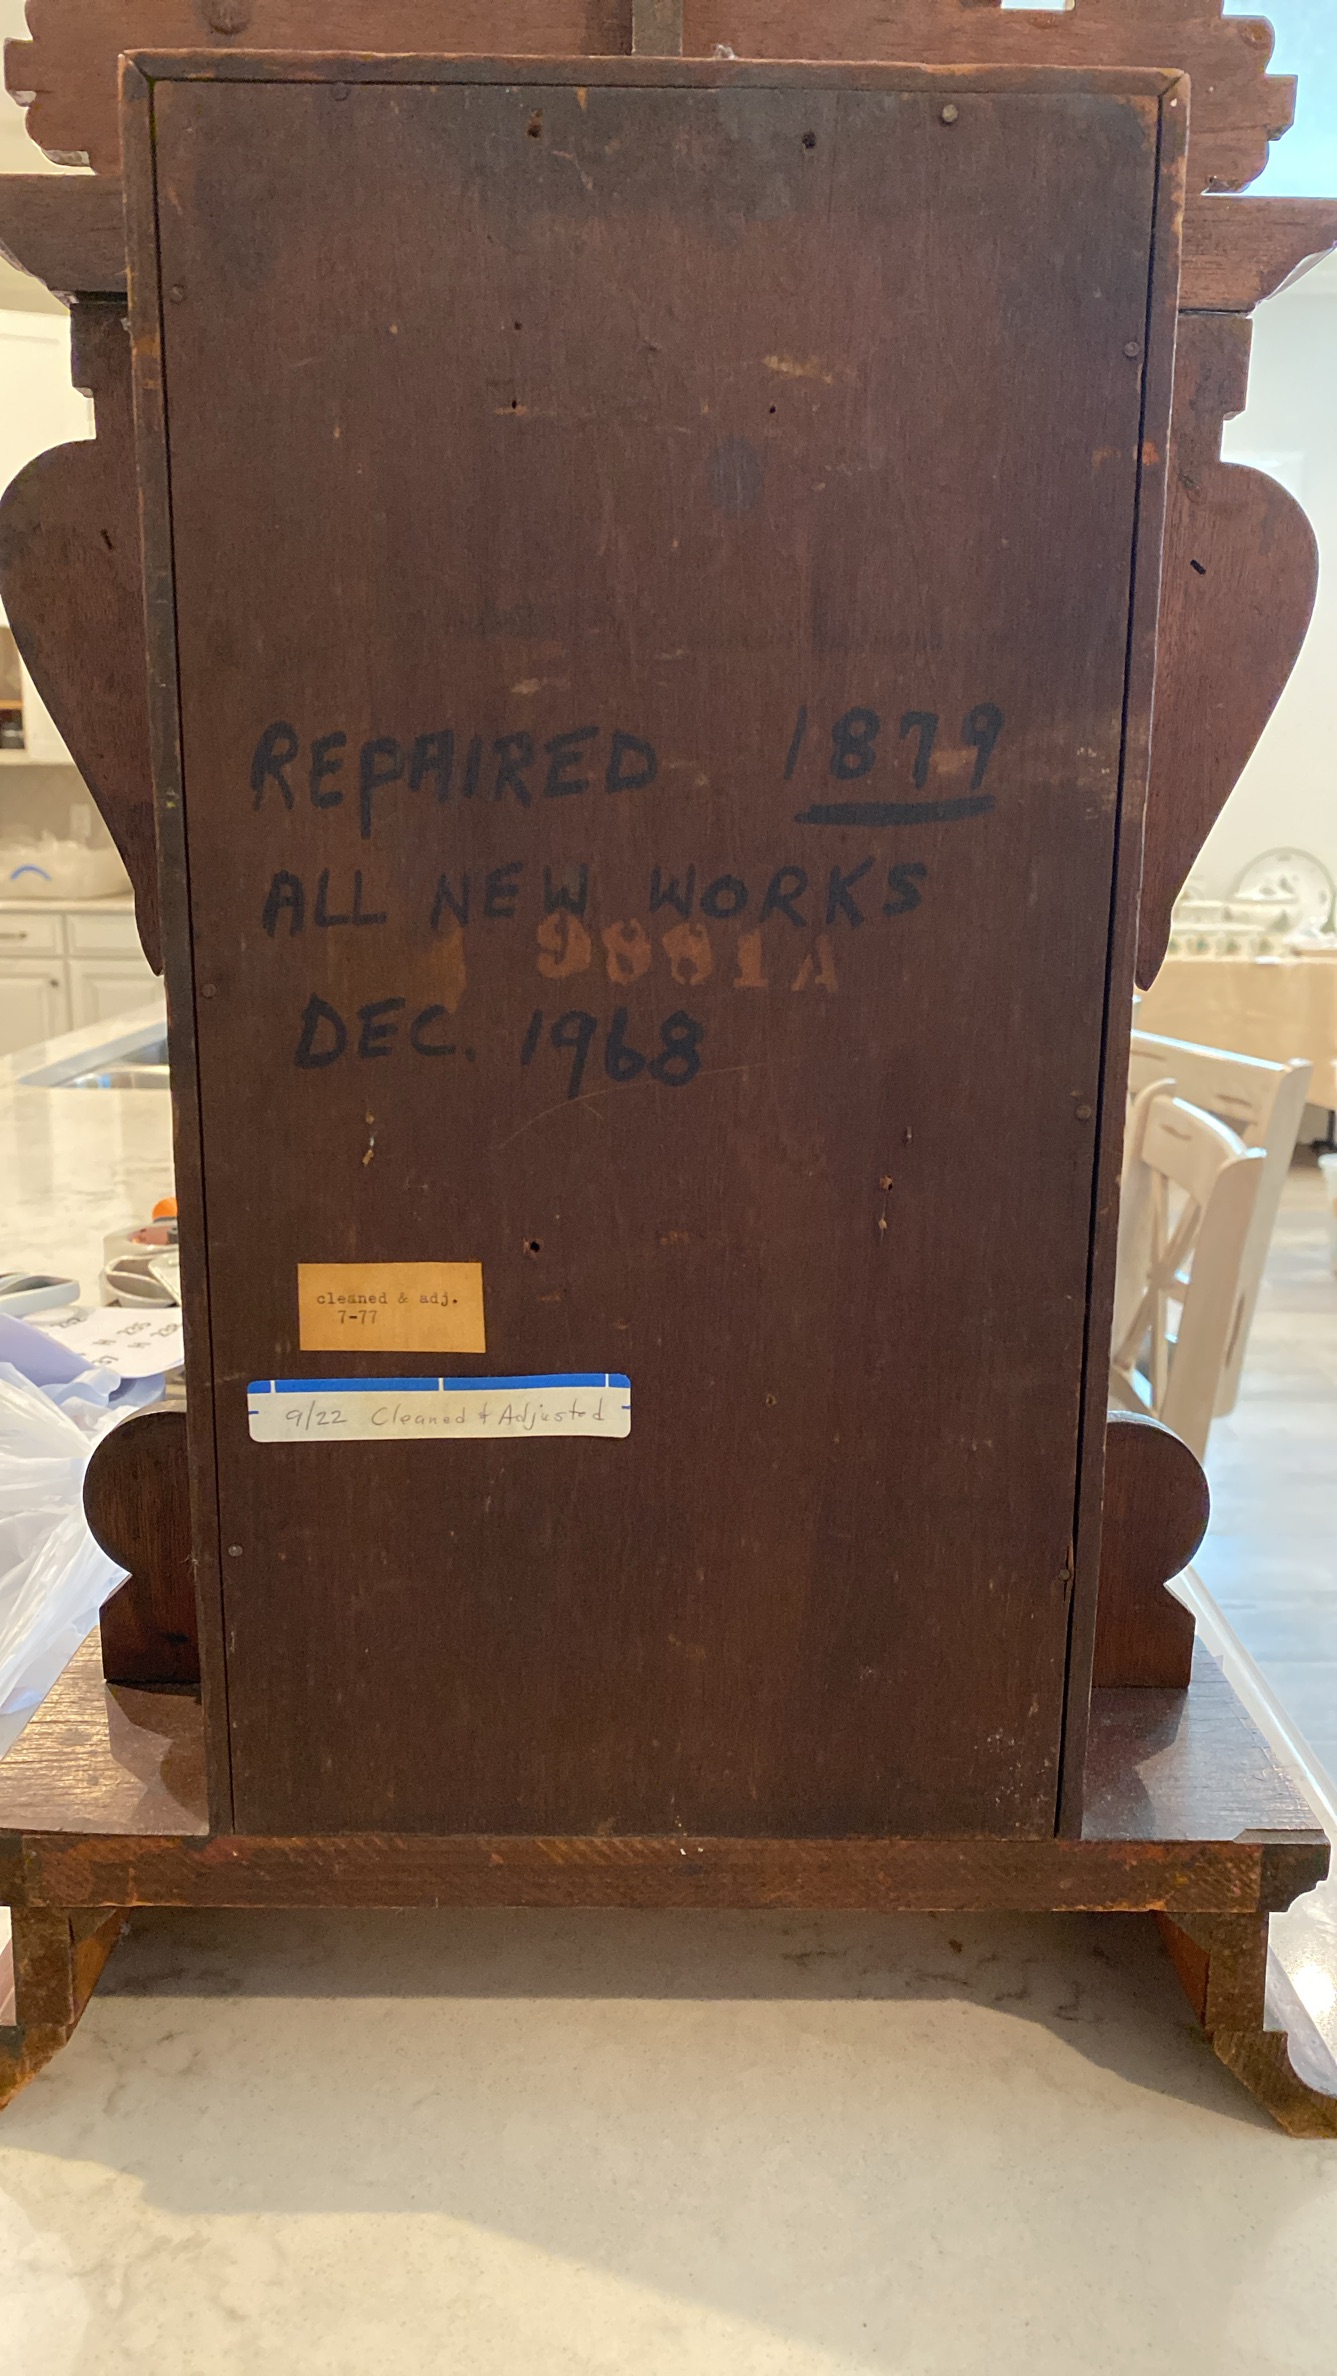 REPAIRED 1879
ALL NEW WORKS
9881A
DEC. 1968
cleaned & adj.
7-77
9/22 Cleaned & Adjusted